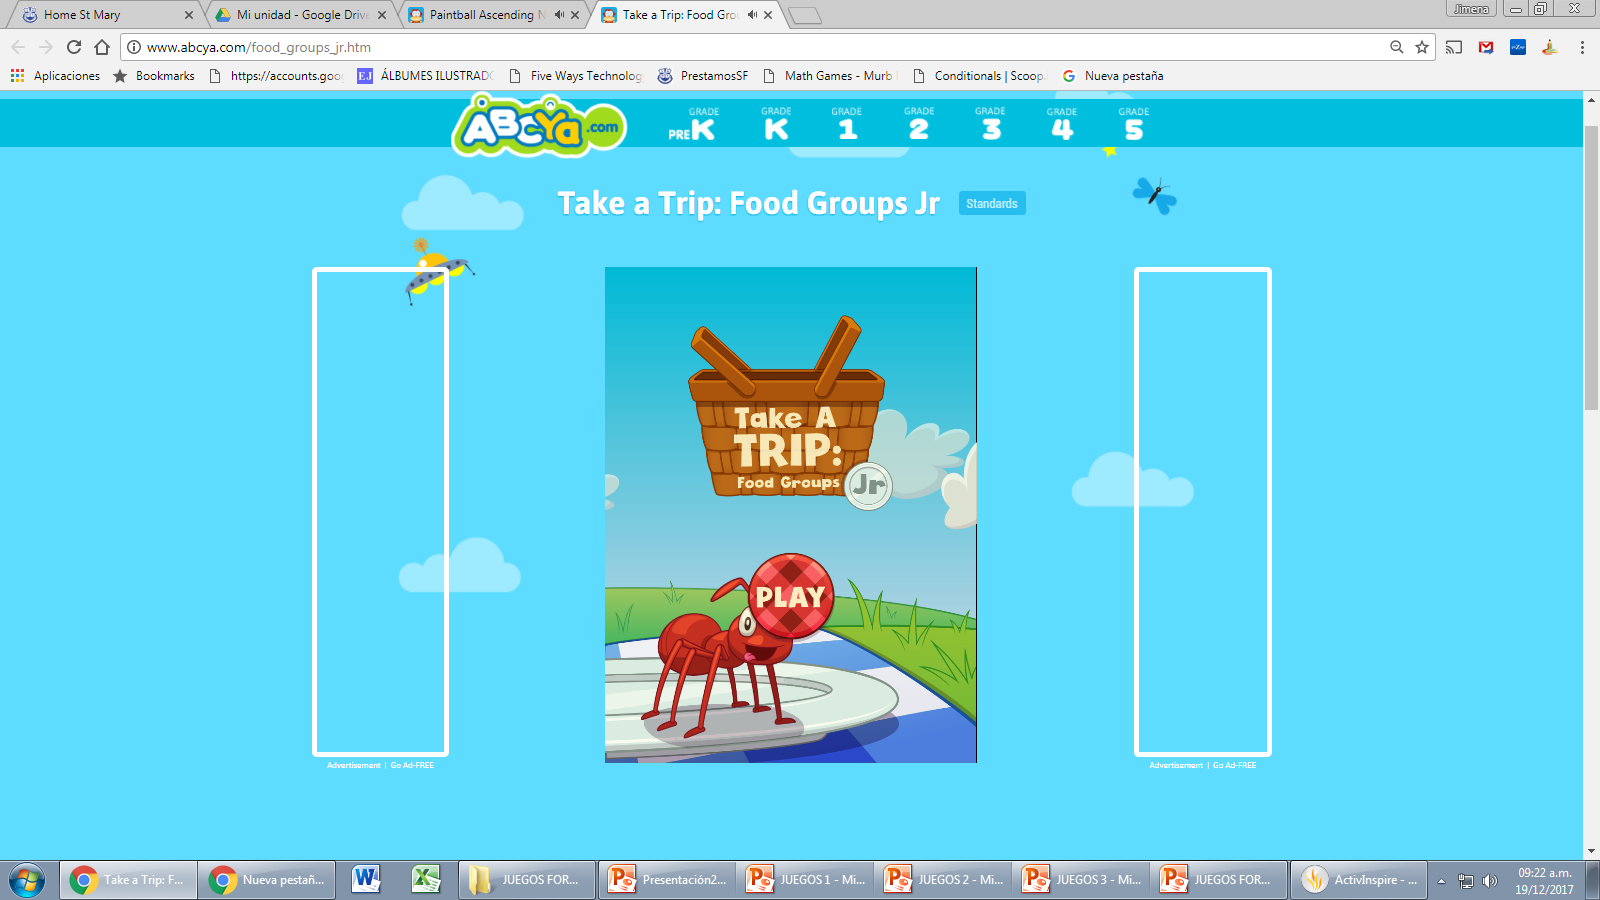 Home St Mary
Mi unidad - Google Drive
Paintball Ascending N
Take a Trip: Food Gro
Jimena
www.abcya.com/food_groups_jr.htm
Aplicaciones
Bookmarks
https://accounts.goo
EJ
ÁLBUMES ILUSTRADO
Five Ways Technolog
PrestamosSF
Math Games - Murb
Conditionals | Scoop.
Nueva pestaña
ABCYa.com
PRE GRADE K
GRADE K
GRADE 1
GRADE 2
GRADE 3
GRADE 4
GRADE 5
Take a Trip: Food Groups Jr
Standards
Take A
TRIP:
Food Groups
Jr
PLAY
Advertisement | Go Ad-FREE
Advertisement | Go Ad-FREE
Take a Trip: F...
Nueva pestañ...
JUEGOS FOR...
Presentación2...
JUEGOS 1 - Mi...
JUEGOS 2 - Mi...
JUEGOS 3 - Mi...
JUEGOS FOR...
ActivInspire - ...
09:22 a.m.
19/12/2017